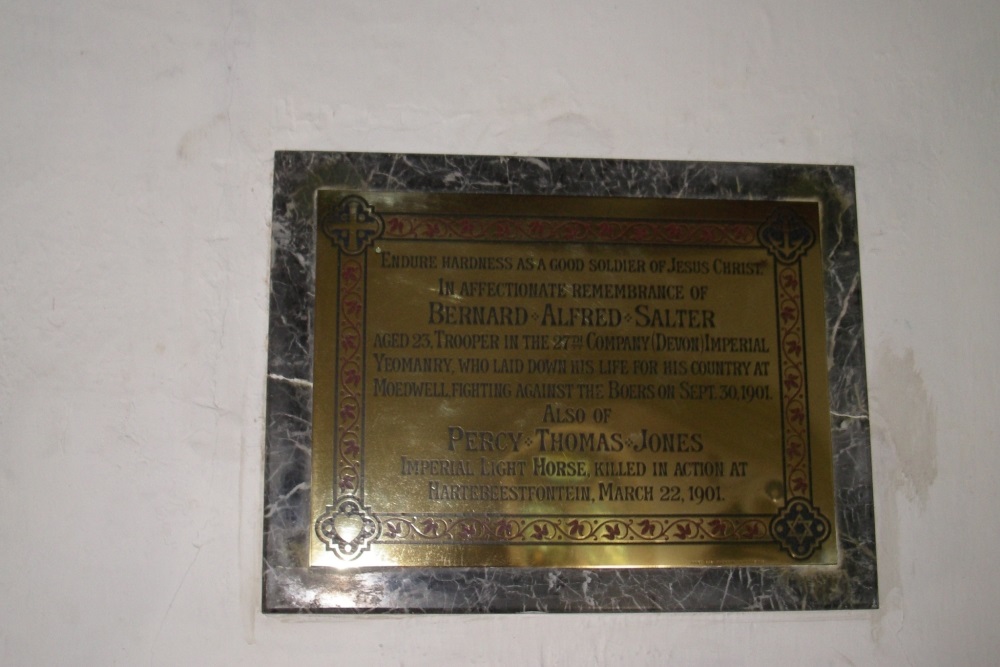 "Endure hardness as a good soldier of Jesus Christ."
In affectionate remembrance of
Bernard Alfred Salter
aged 23, Trooper in the 27th Company (Devon) Imperial
Yeomanry, who laid down his life for his country at
Moedwell, fighting against the Boers on Sept. 30, 1901.
Also of
Percy Thomas Jones
Imperial Light Horse, killed in action at
Hartebeestfontein, March 22, 1901.